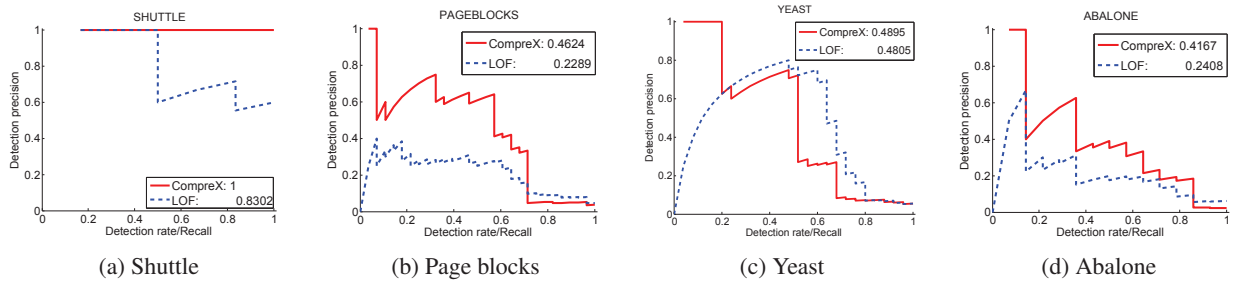 SHUTTLE
Detection precision
1
0.8
0.6
0.4
0.2
0
0.2 0.4 0.6 0.8 1
Detection rate/Recall
CompreX: 1
LOF: 0.8302
(a) Shuttle
PAGEBLOCKS
Detection precision
1
0.8
0.6
0.4
0.2
0
0 0.2 0.4 0.6 0.8 1
Detection rate/Recall
CompreX: 0.4624
LOF: 0.2289
(b) Page blocks
YEAST
Detection precision
1
0.8
0.6
0.4
0.2
0
0 0.2 0.4 0.6 0.8 1
Detection rate/Recall
CompreX: 0.4895
LOF: 0.4805
(c) Yeast
ABALONE
Detection precision
1
0.8
0.6
0.4
0.2
0
0 0.2 0.4 0.6 0.8 1
Detection rate/Recall
CompreX: 0.4167
LOF: 0.2408
(d) Abalone